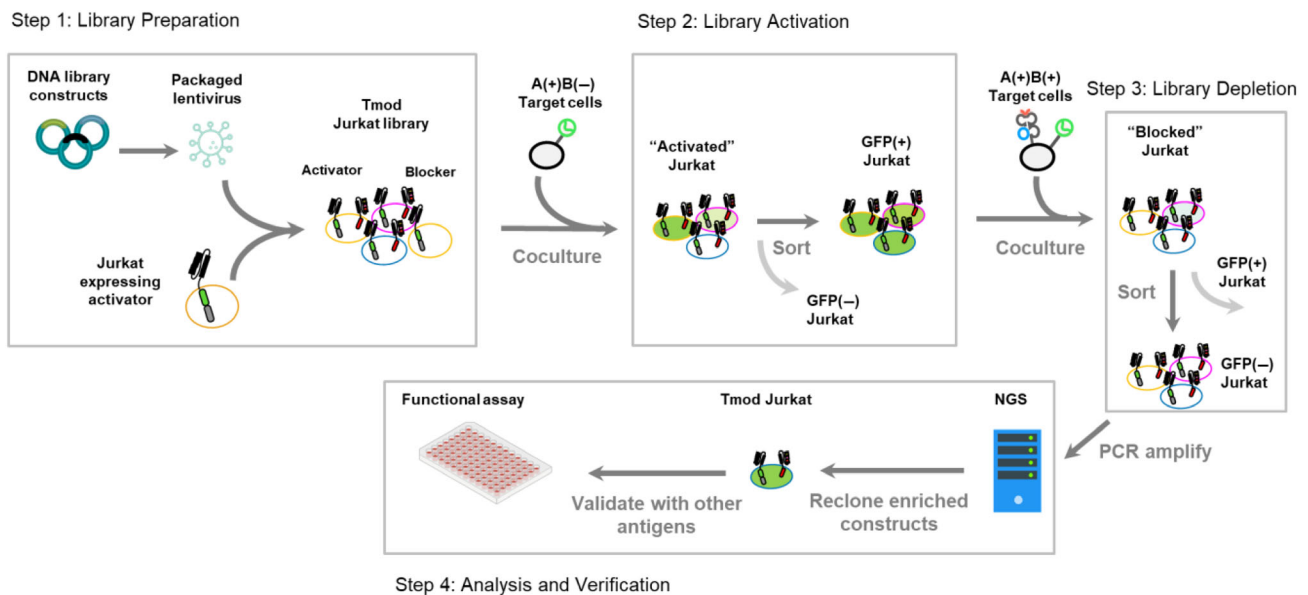 Step 1: Library Preparation
DNA library
constructs
Packaged
lentivirus
Tmod
Jurkat library
Activator
Blocker
Jurkat
expressing
activator
A(+)B(—)
Target cells
Coculture
Step 2: Library Activation
“Activated”
Jurkat
GFP(+)
Jurkat
Sort
GFP(—)
Jurkat
A(+)B(+)
Target cells
Coculture
Step 3: Library Depletion
“Blocked”
Jurkat
GFP(+)
Jurkat
Sort
GFP(—)
Jurkat
PCR amplify
NGS
Reclone enriched
constructs
Tmod Jurkat
Validate with other
antigens
Functional assay
Step 4: Analysis and Verification